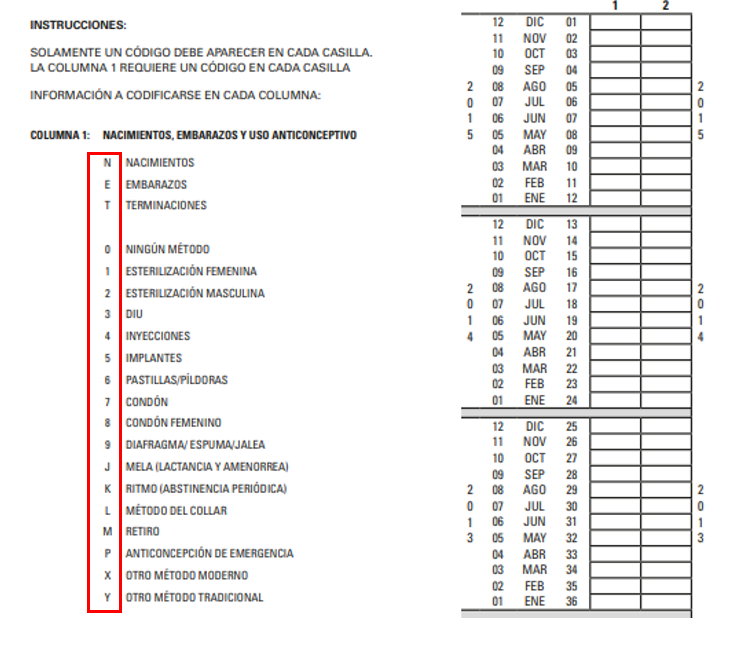 INSTRUCCIONES:
SOLAMENTE UN CÓDIGO DEBE APARECER EN CADA CASILLA.
LA COLUMNA 1 REQUIERE UN CÓDIGO EN CADA CASILLA
INFORMACIÓN A CODIFICARSE EN CADA COLUMNA:
COLUMNA 1: NACIMIENTOS, EMBARAZOS Y USO ANTICONCEPTIVO
N NACIMIENTOS
E EMBARAZOS
T TERMINACIONES
0 NINGÚN MÉTODO
1 ESTERILIZACIÓN FEMENINA
2 ESTERILIZACIÓN MASCULINA
3 DIU
4 INYECCIONES
5 IMPLANTES
6 PASTILLAS/PÍLDORAS
7 CONDÓN
8 CONDÓN FEMENINO
9 DIAFRAGMA/ ESPUMA/JALEA
J MELA (LACTANCIA Y AMENORREA)
K RITMO (ABSTINENCIA PERIÓDICA)
L MÉTODO DEL COLLAR
M RETIRO
P ANTICONCEPCIÓN DE EMERGENCIA
X OTRO MÉTODO MODERNO
Y OTRO MÉTODO TRADICIONAL
1 2
12 DIC 01
11 NOV 02
10 OCT 03
09 SEP 04
2 08 AGO 05 2
0 07 JUL 06 0
1 06 JUN 07 1
5 05 MAY 08 5
04 ABR 09
03 MAR 10
02 FEB 11
01 ENE 12
12 DIC 13
11 NOV 14
10 OCT 15
09 SEP 16
2 08 AGO 17 2
0 07 JUL 18 0
1 06 JUN 19 1
4 05 MAY 20 4
04 ABR 21
03 MAR 22
02 FEB 23
01 ENE 24
12 DIC 25
11 NOV 26
10 OCT 27
09 SEP 28
2 08 AGO 29 2
0 07 JUL 30 0
1 06 JUN 31 1
3 05 MAY 32 3
04 ABR 33
03 MAR 34
02 FEB 35
01 ENE 36